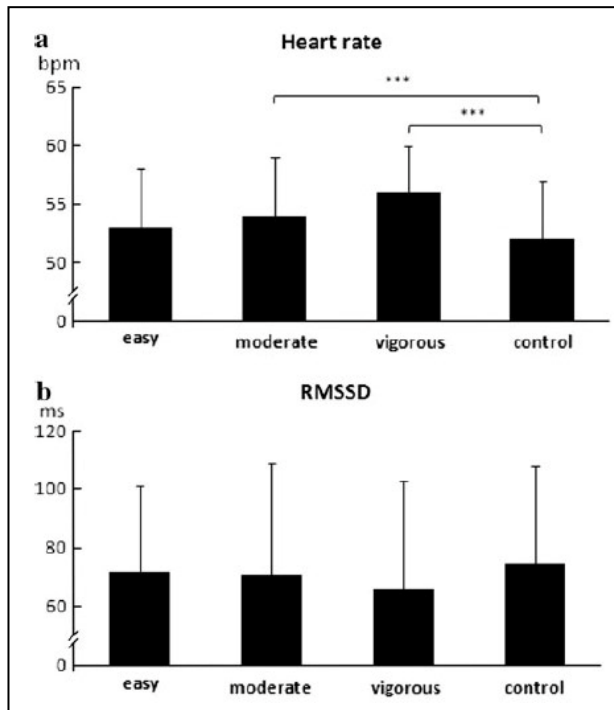 a
Heart rate
bpm
***
65
***
60
55
50
0
easy
moderate
vigorous
control
b
RMSSD
ms
120
100
80
60
0
easy
moderate
vigorous
control